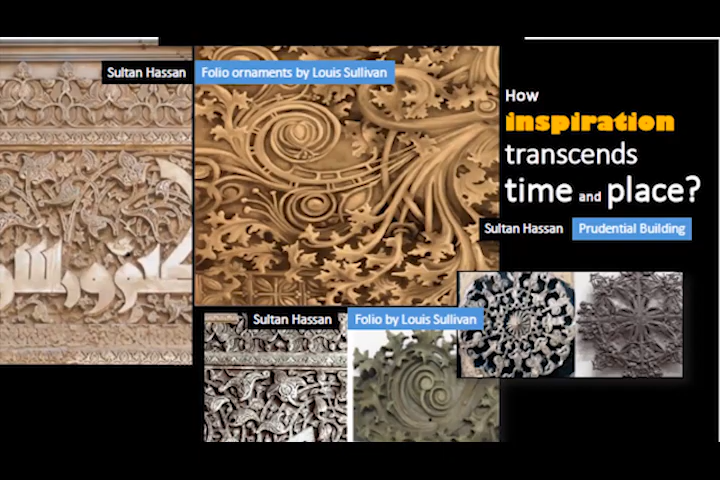 Sultan Hassan
Folio ornaments by Louis Sullivan
How
inspiration
transcends
time and place?
Sultan Hassan
Prudential Building
Sultan Hassan
Folio by Louis Sullivan